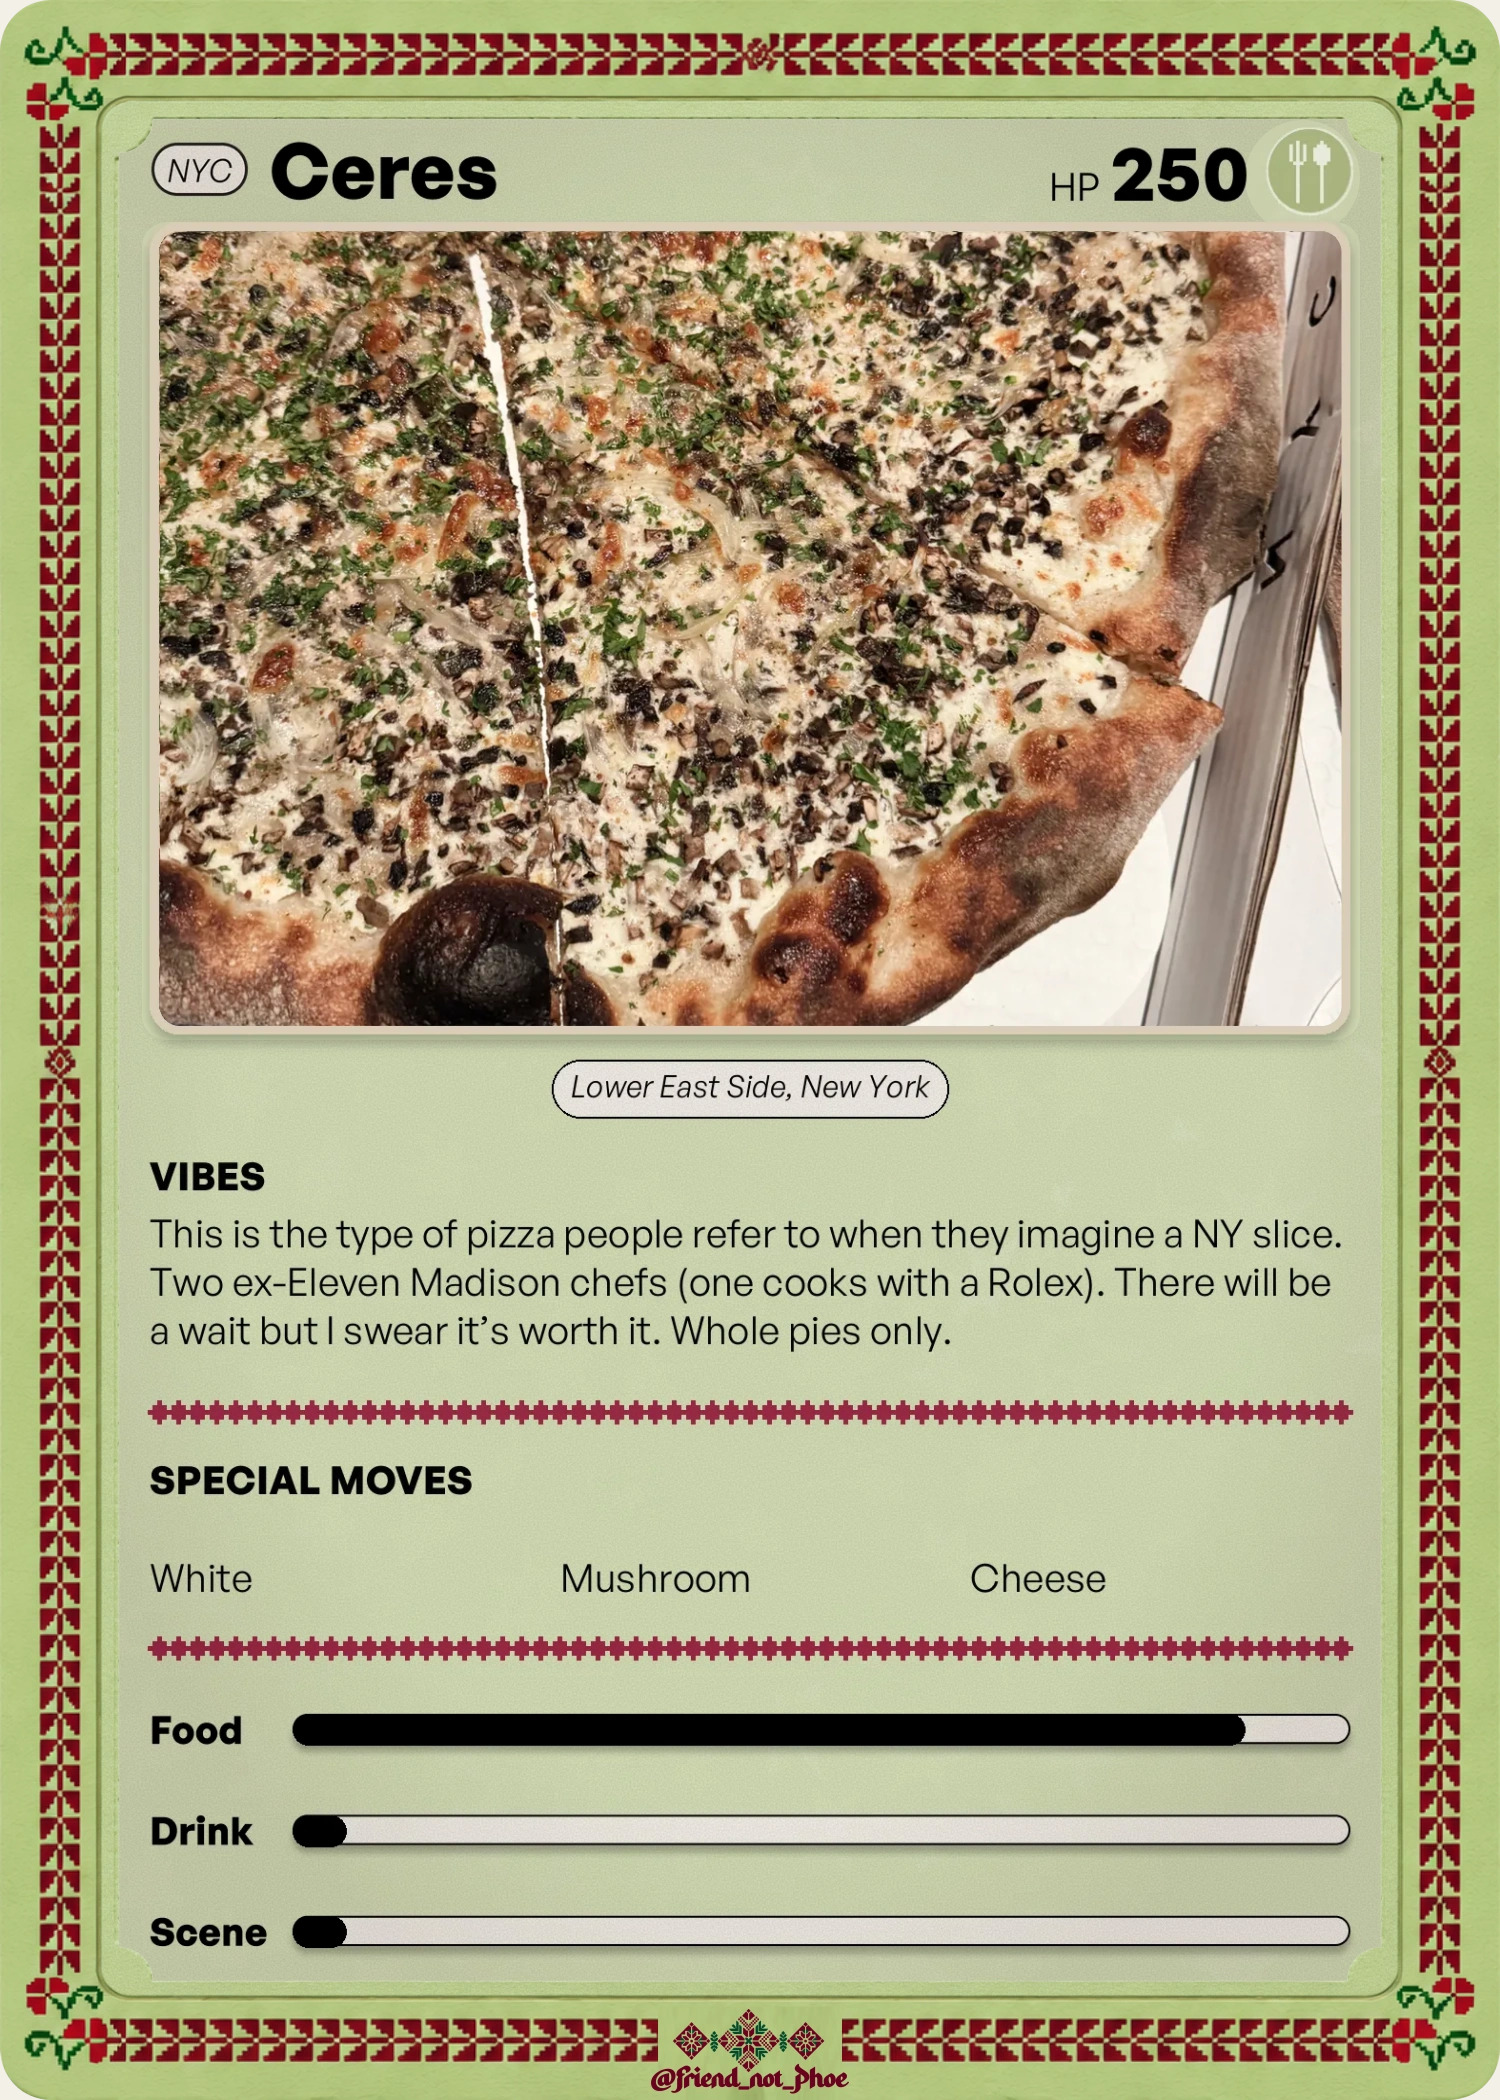 NYC Ceres HP 250
Lower East Side, New York
VIBES
This is the type of pizza people refer to when they imagine a NY slice.
Two ex-Eleven Madison chefs (one cooks with a Rolex). There will be
a wait but I swear it’s worth it. Whole pies only.
SPECIAL MOVES
White Mushroom Cheese
Food
Drink
Scene
@friend_not_Phoe